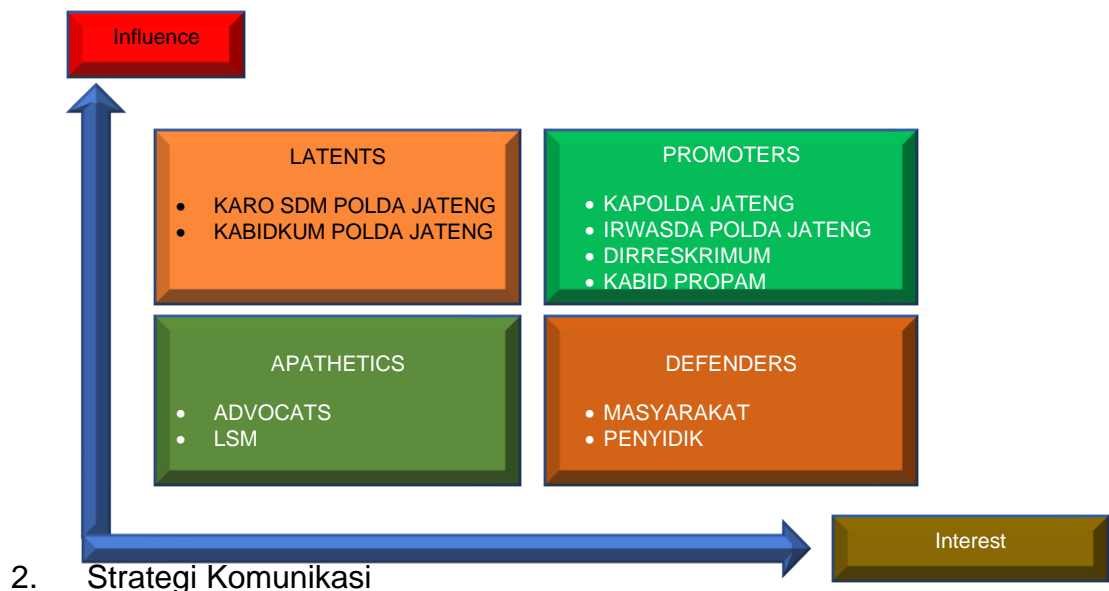 Influence
LATENTS
• KARO SDM POLDA JATENG
• KABIDKUM POLDA JATENG
PROMOTERS
• KAPOLDA JATENG
• IRWASDA POLDA JATENG
• DIRRESKRIMUM
• KABID PROPAM
APATHETICS
• ADVOCATS
• LSM
DEFENDERS
• MASYARAKAT
• PENYIDIK
Interest
2. Strategi Komunikasi